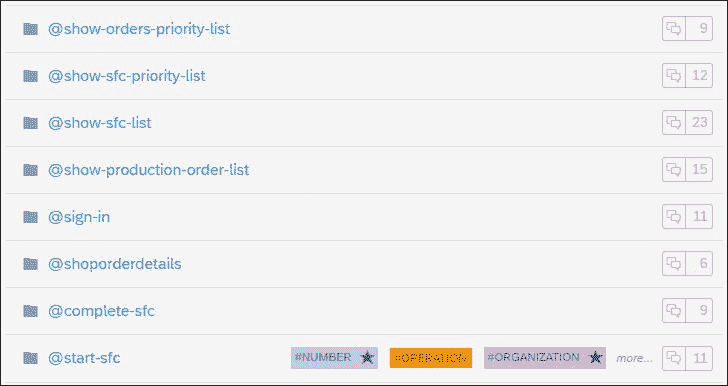 @show-orders-priority-list 9
@show-sfc-priority-list 12
@show-sfc-list 23
@show-production-order-list 15
@sign-in 11
@shoporderdetails 6
@complete-sfc 9
@start-sfc #NUMBER #OPERATION #ORGANIZATION more... 11